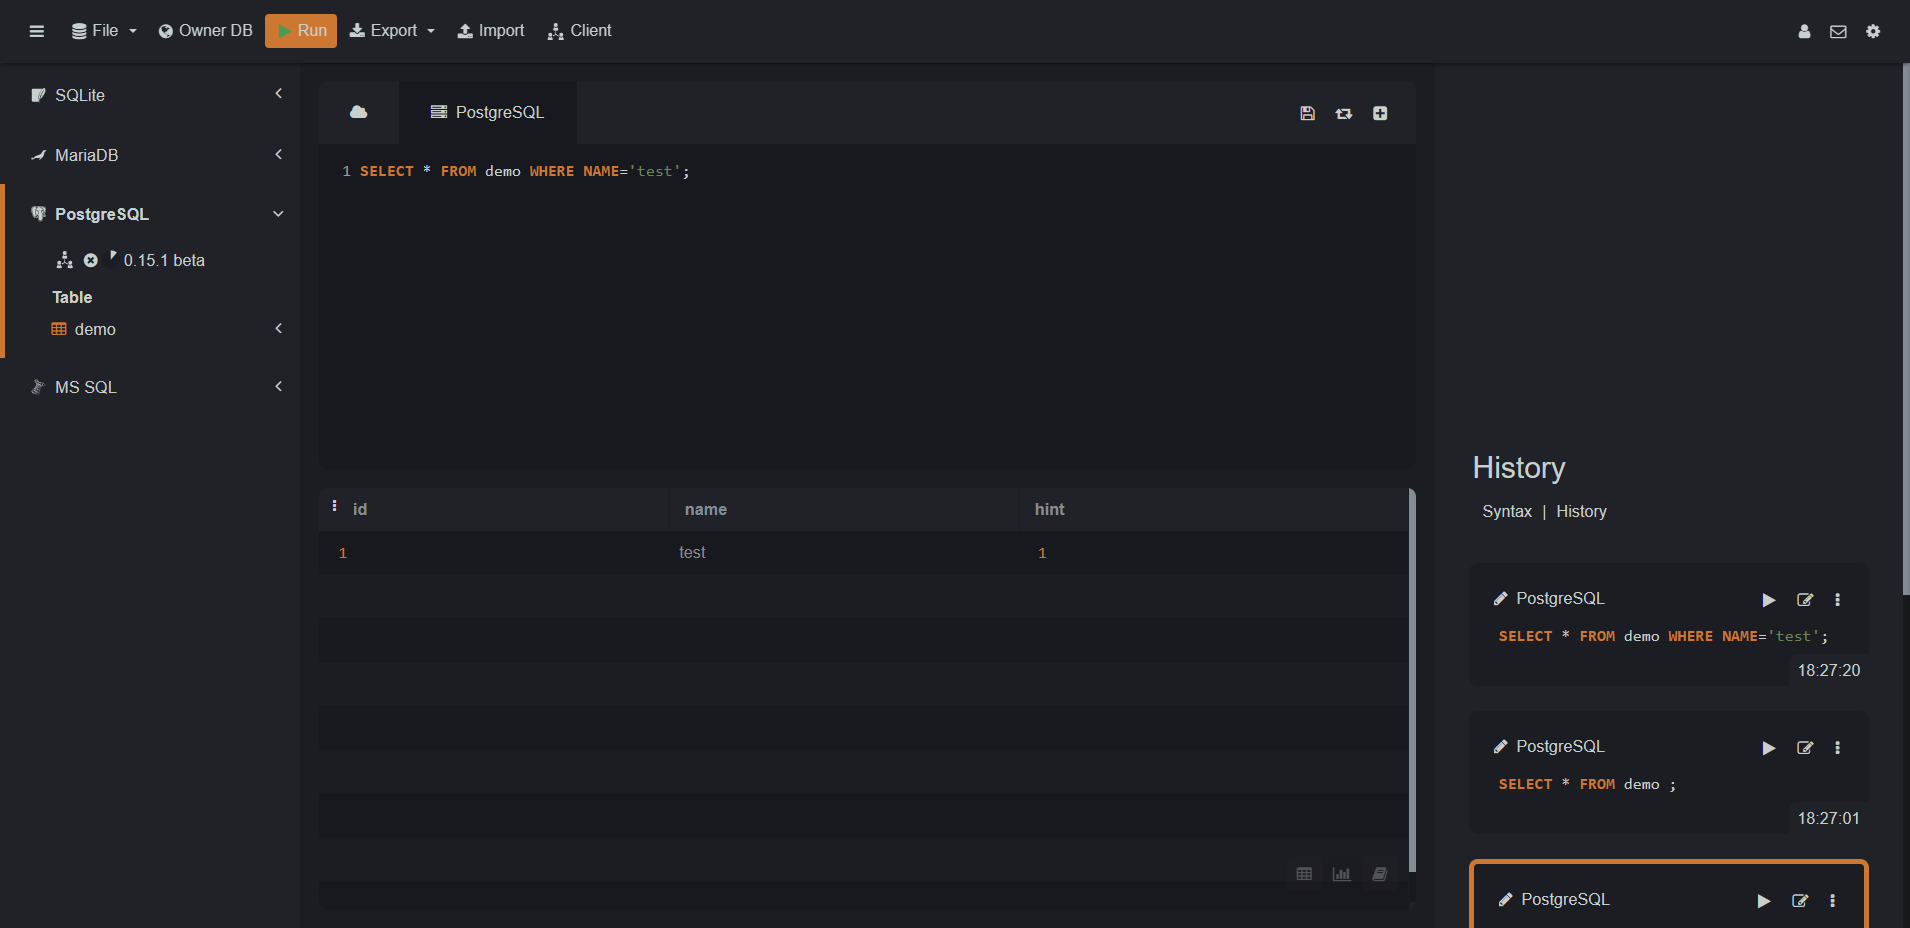 File Owner DB Run Export Import Client
SQLite
MariaDB
PostgreSQL
0.15.1 beta
Table
demo
MS SQL
PostgreSQL
1 SELECT * FROM demo WHERE NAME='test';
id name hint
1 test 1
History
Syntax | History
PostgreSQL
SELECT * FROM demo WHERE NAME='test';
18:27:20
PostgreSQL
SELECT * FROM demo ;
18:27:01
PostgreSQL